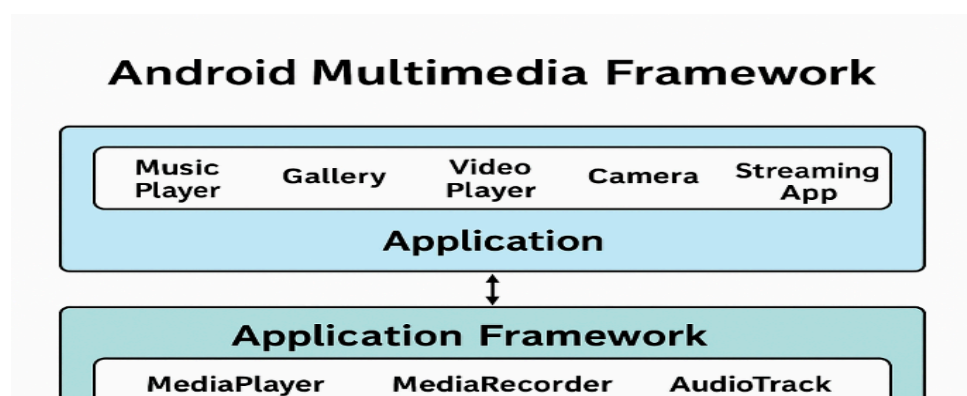 Android Multimedia Framework
Music Player
Gallery
Video Player
Camera
Streaming App
Application
Application Framework
MediaPlayer
MediaRecorder
AudioTrack